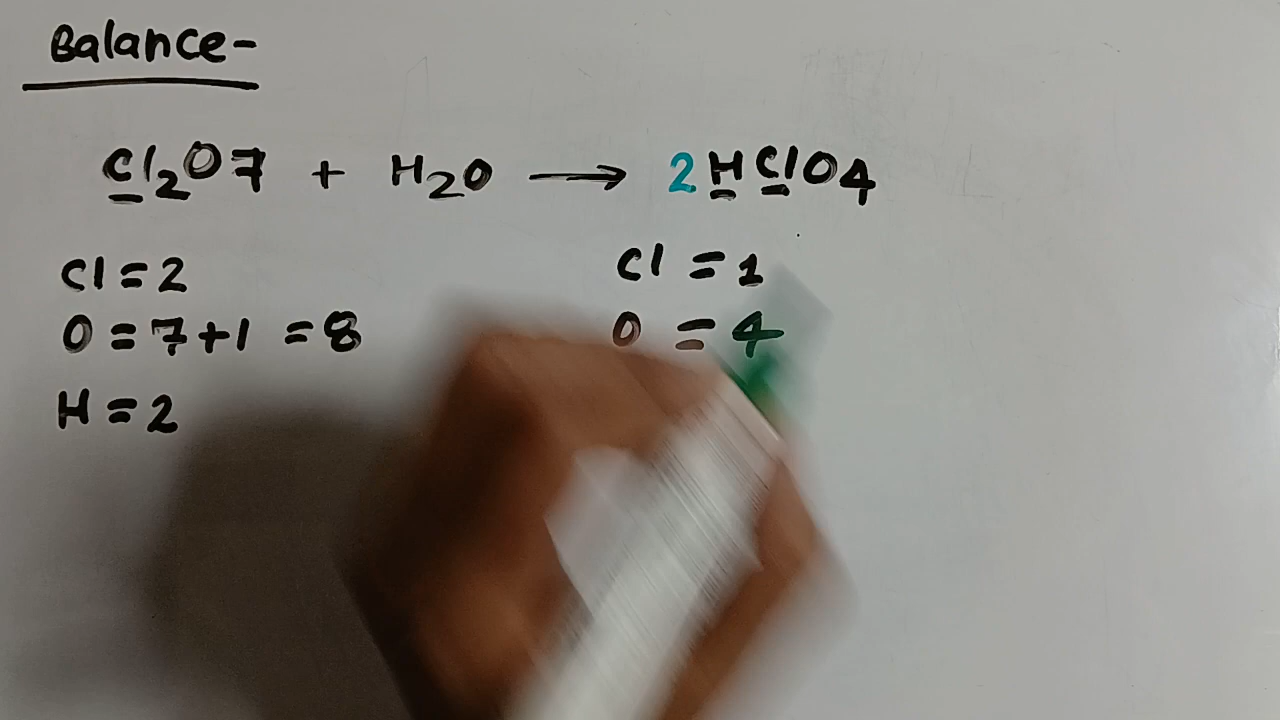 Balance-
Cl₂O7 + H₂O → 2HClO₄
Cl = 2
Cl = 1
O = 7+1 = 8
O = 4
H = 2